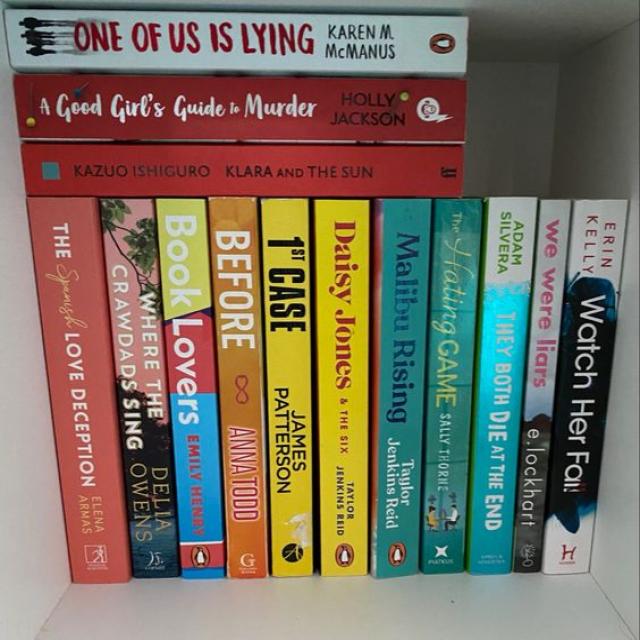 ONE OF US IS LYING KAREN M.
McMANUS
A Good Girl's Guide to Murder HOLLY
JACKSON
KAZUO ISHIGURO KLARA AND THE SUN
THE Spanish LOVE DECEPTION ELENA
ARMAS
WHERE THE
CRAWDADS SING DELIA
OWENS
Book Lovers EMILY HENRY
BEFORE ANNA TODD
1ST CASE JAMES
PATTERSON
Daisy Jones & THE SIX TAYLOR
JENKINS REID
Malibu Rising Taylor
Jenkins Reid
The Hating GAME SALLY THORNE
PIATKUS
ADAM
SILVERA THEY BOTH DIE AT THE END
we were liars e. lockhart
ERIN
KELLY Watch Her Fall